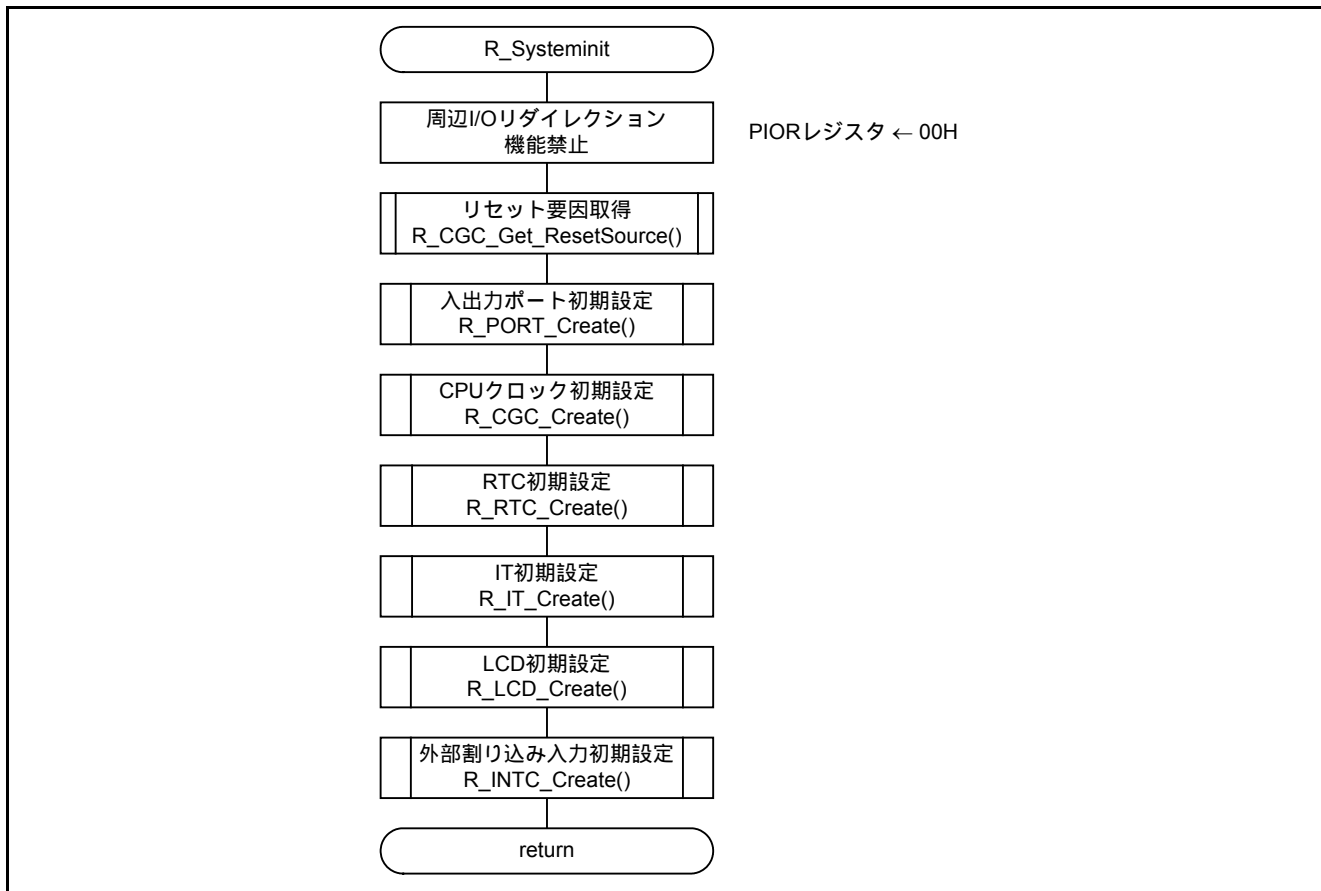 R_Systeminit
周辺I/Oリダイレクション
機能禁止
PIORレジスタ ← 00H
リセット要因取得
R_CGC_Get_ResetSource()
入出力ポート初期設定
R_PORT_Create()
CPUクロック初期設定
R_CGC_Create()
RTC初期設定
R_RTC_Create()
IT初期設定
R_IT_Create()
LCD初期設定
R_LCD_Create()
外部割り込み入力初期設定
R_INTC_Create()
return